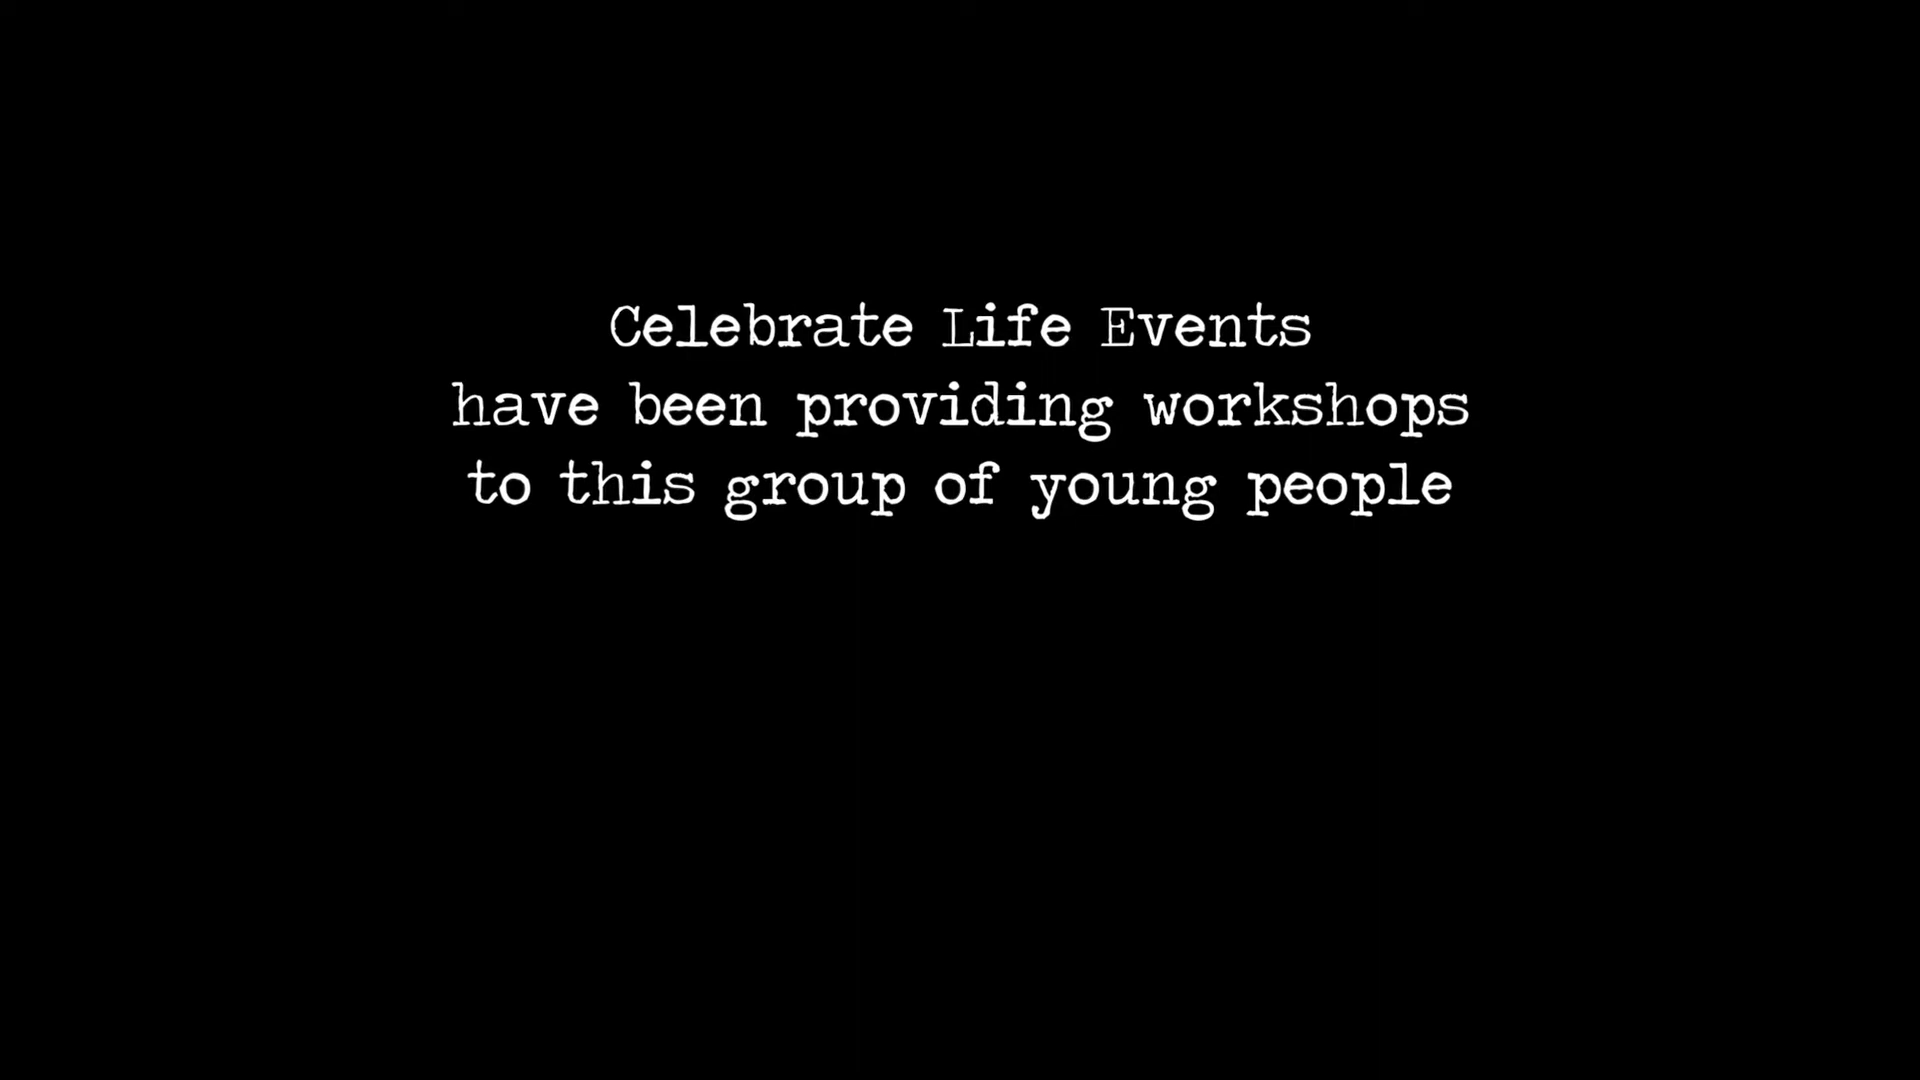 Celebrate Life Events
have been providing workshops
to this group of young people